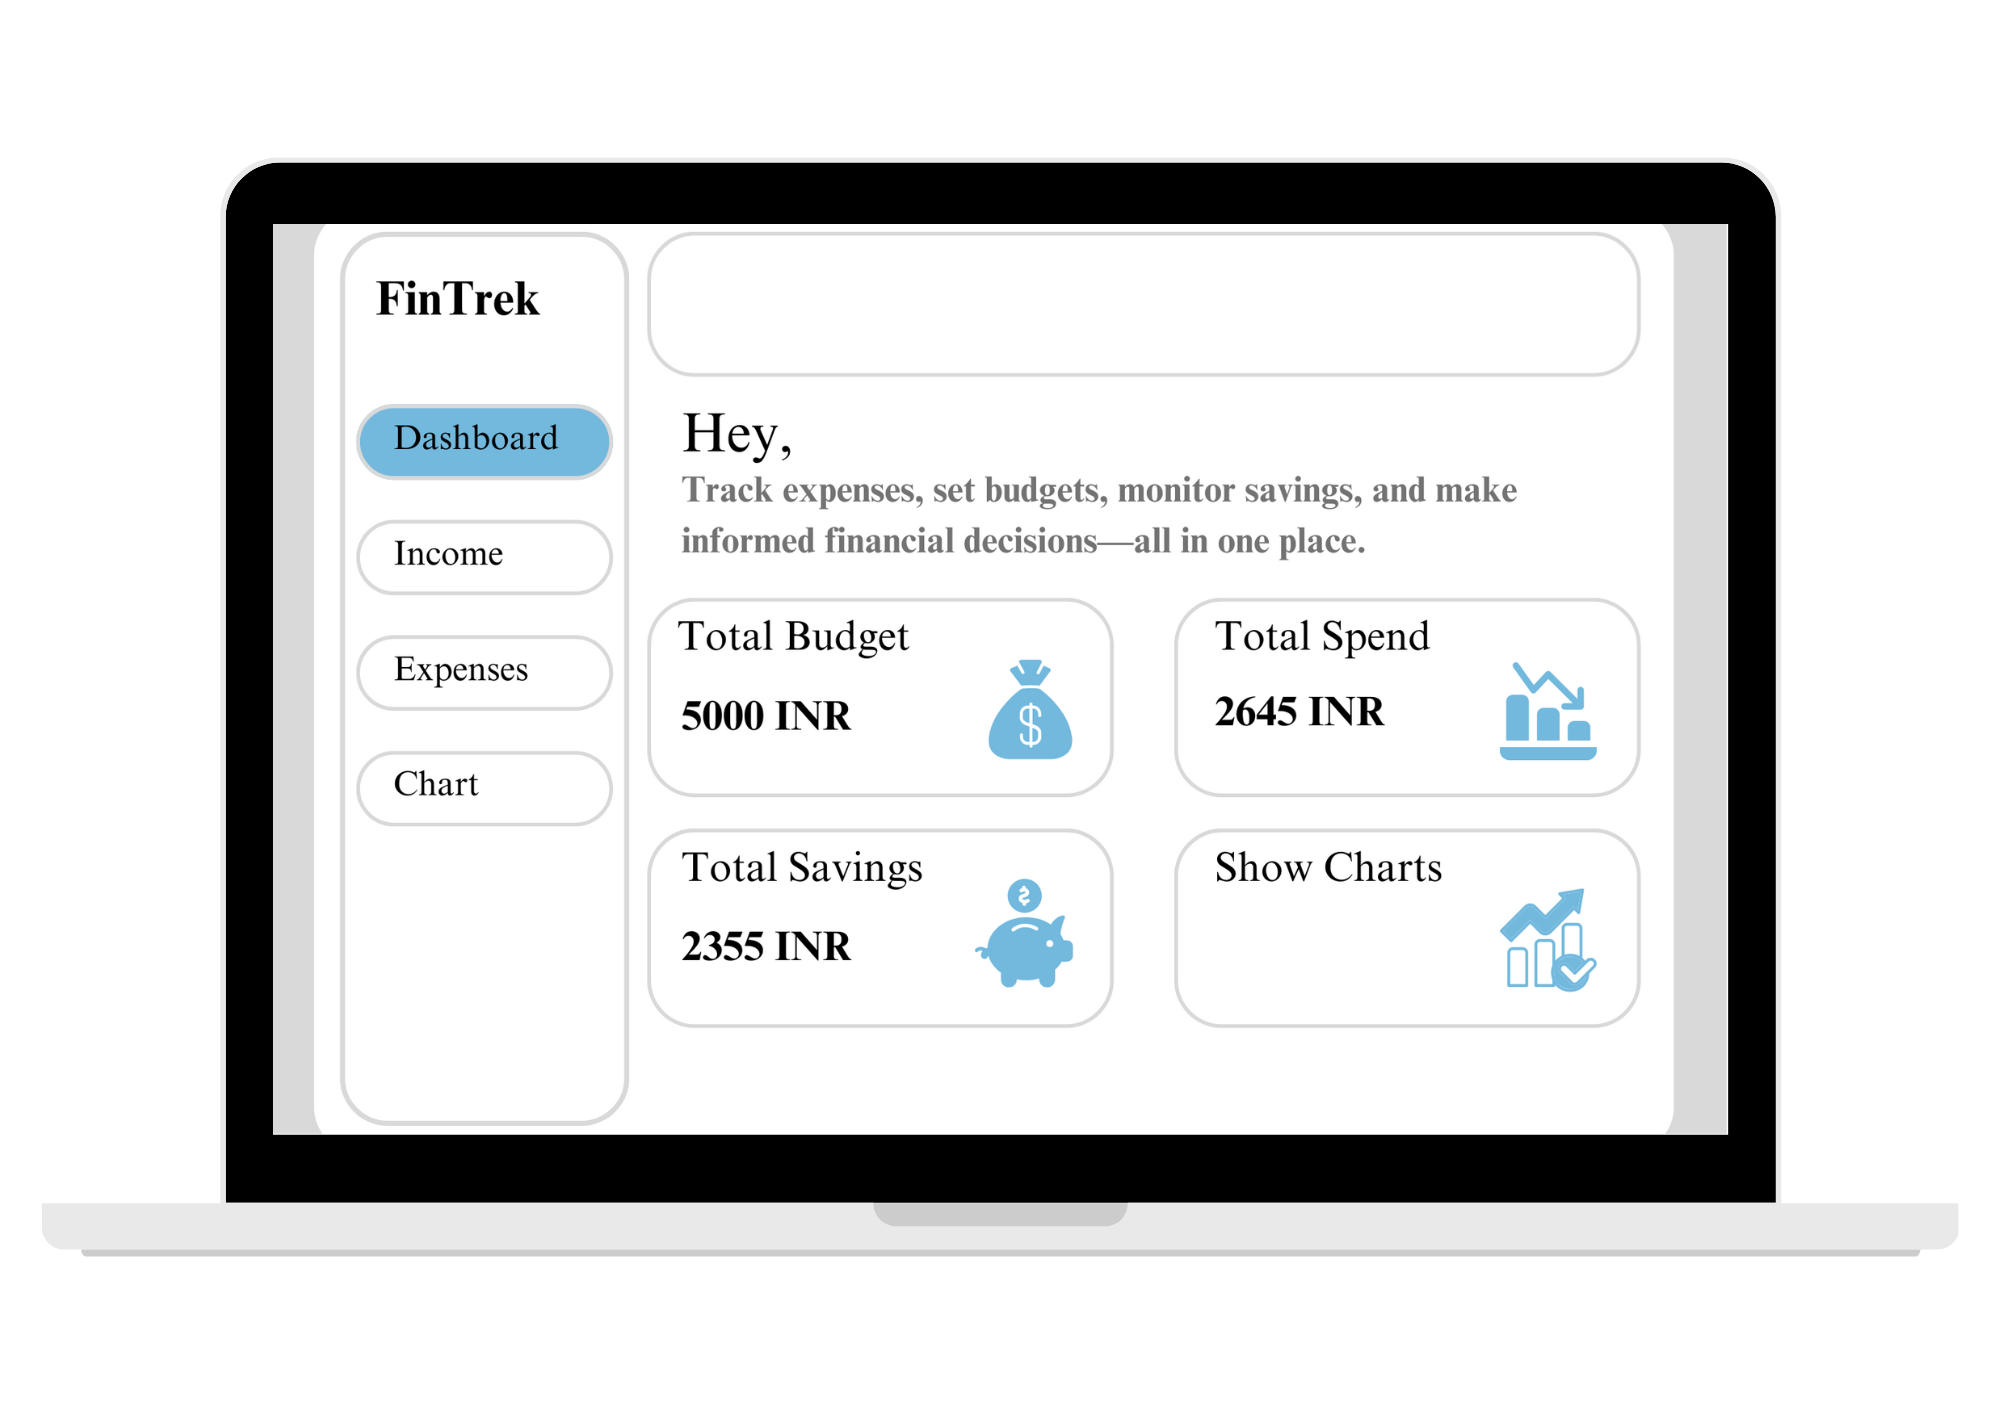 FinTrek
Dashboard
Income
Expenses
Chart
Hey,
Track expenses, set budgets, monitor savings, and make
informed financial decisions—all in one place.
Total Budget
5000 INR
$
Total Spend
2645 INR
Total Savings
2355 INR
$
Show Charts